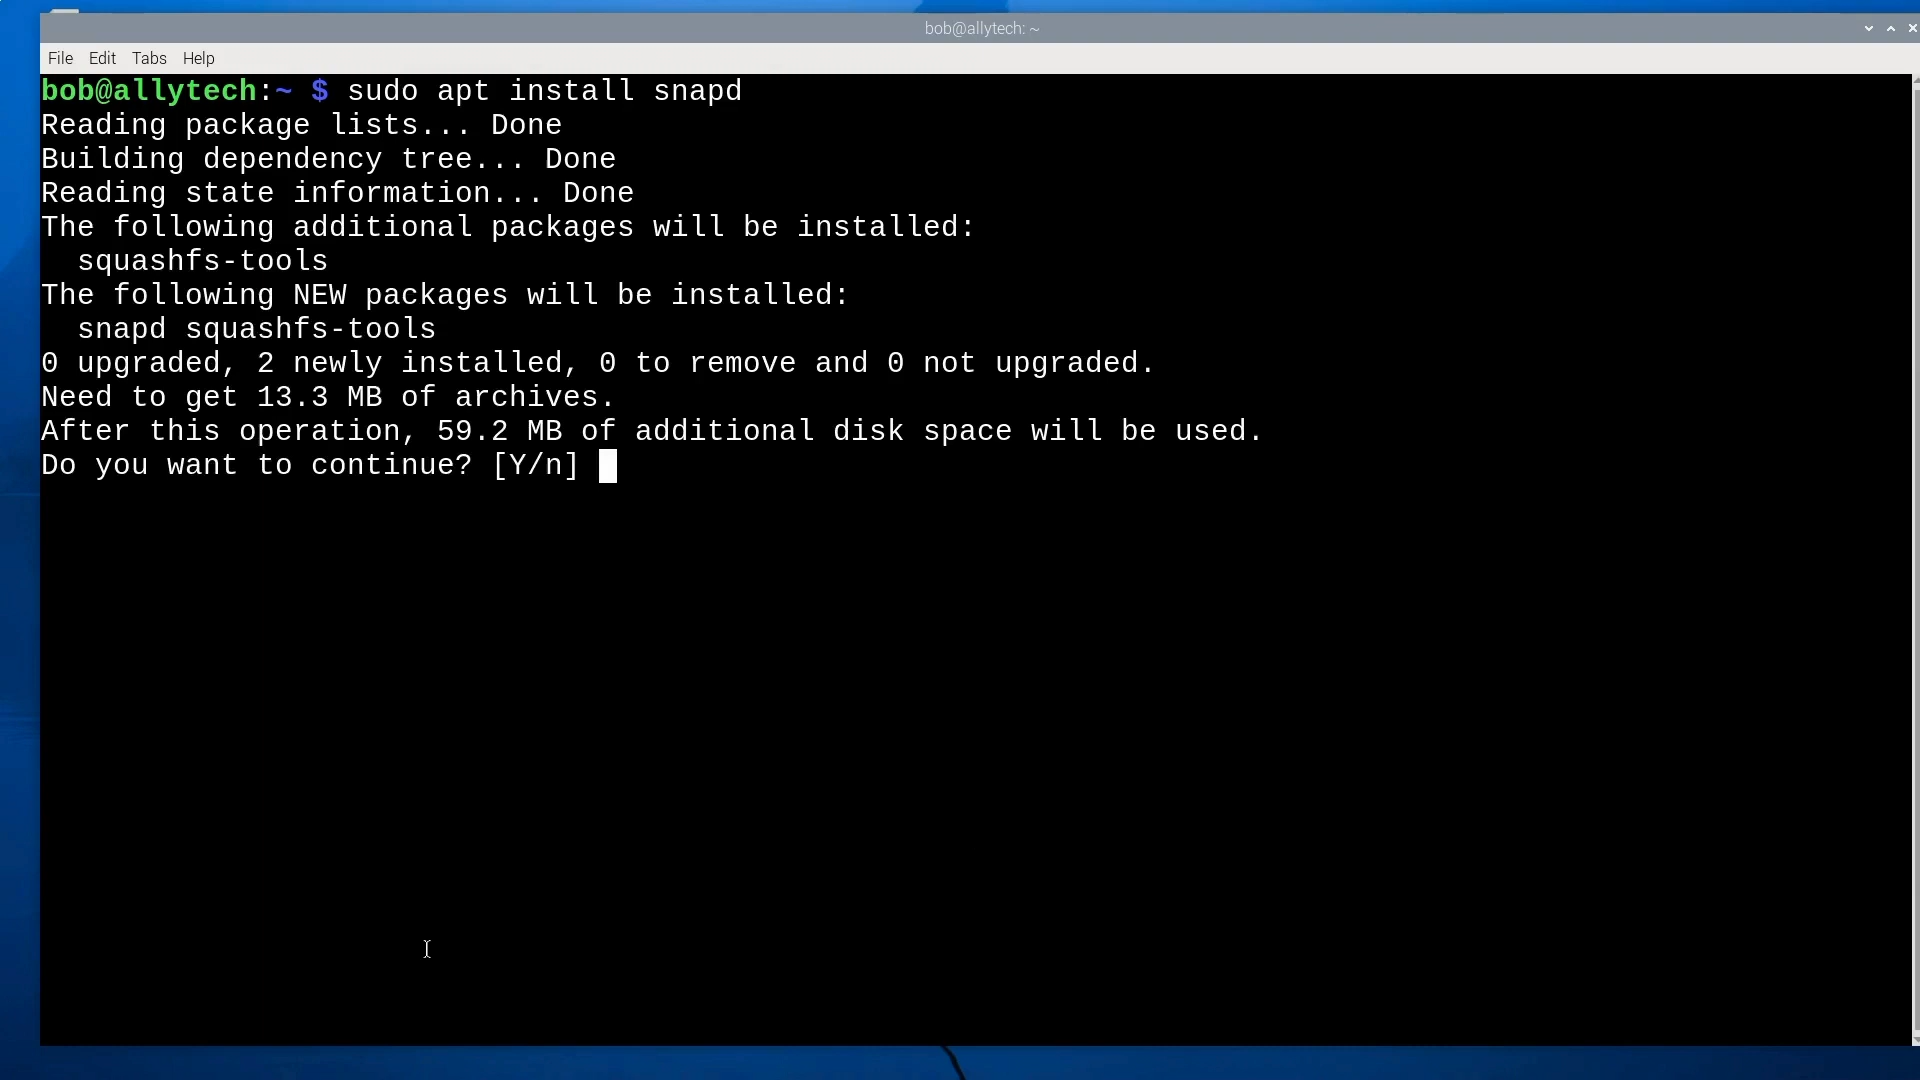 bob@allytech: ~
File Edit Tabs Help
bob@allytech:~ $ sudo apt install snapd
Reading package lists... Done
Building dependency tree... Done
Reading state information... Done
The following additional packages will be installed:
  squashfs-tools
The following NEW packages will be installed:
  snapd squashfs-tools
0 upgraded, 2 newly installed, 0 to remove and 0 not upgraded.
Need to get 13.3 MB of archives.
After this operation, 59.2 MB of additional disk space will be used.
Do you want to continue? [Y/n]